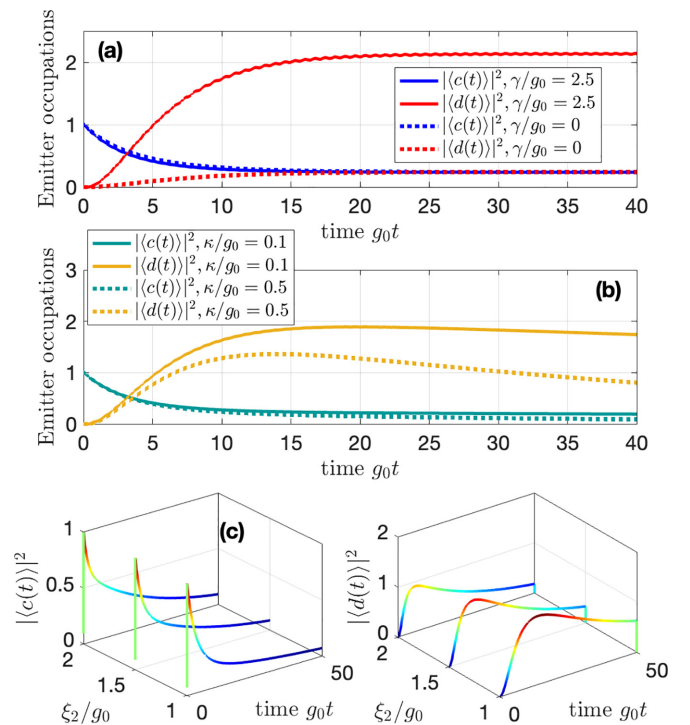 (a)
Emitter occupations
2
1
0
|⟨c(t)⟩|², γ/g₀ = 2.5
|⟨d(t)⟩|², γ/g₀ = 2.5
|⟨c(t)⟩|², γ/g₀ = 0
|⟨d(t)⟩|², γ/g₀ = 0
0 5 10 15 20 25 30 35 40
time g₀t
|⟨c(t)⟩|², κ/g₀ = 0.1
|⟨d(t)⟩|², κ/g₀ = 0.1
|⟨c(t)⟩|², κ/g₀ = 0.5
|⟨d(t)⟩|², κ/g₀ = 0.5
(b)
Emitter occupations
3
2
1
0
0 5 10 15 20 25 30 35 40
time g₀t
(c)
|⟨c(t)⟩|²
1
0.5
0
2
1.5
1
ξ₂/g₀
0
50
time g₀t
|⟨d(t)⟩|²
2
1
0
2
1.5
1
ξ₂/g₀
0
50
time g₀t